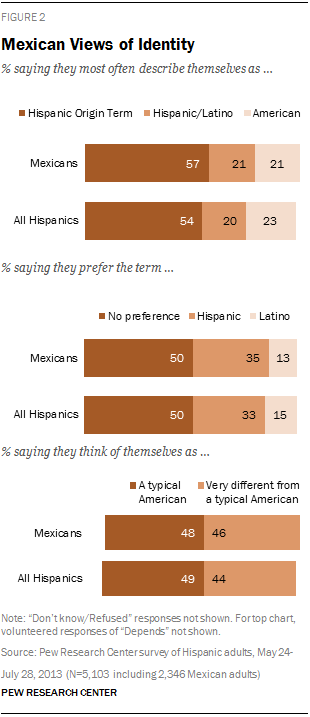 FIGURE 2
Mexican Views of Identity
% saying they most often describe themselves as ...
Hispanic Origin Term Hispanic/Latino American
Mexicans 57 21 21
All Hispanics 54 20 23
% saying they prefer the term ...
No preference Hispanic Latino
Mexicans 50 35 13
All Hispanics 50 33 15
% saying they think of themselves as ...
A typical American Very different from a typical American
Mexicans 48 46
All Hispanics 49 44
Note: “Don’t know/Refused” responses not shown. For top chart,
volunteered responses of “Depends” not shown.
Source: Pew Research Center survey of Hispanic adults, May 24-
July 28, 2013 (N=5,103 including 2,346 Mexican adults)
PEW RESEARCH CENTER